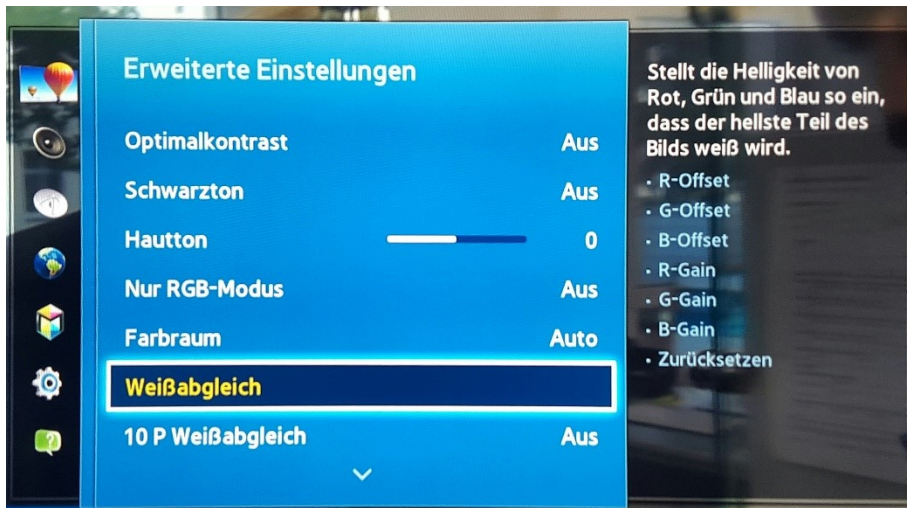 Erweiterte Einstellungen
Optimalkontrast Aus
Schwarzton Aus
Hautton 0
Nur RGB-Modus Aus
Farbraum Auto
Weißabgleich
10 P Weißabgleich Aus
Stellt die Helligkeit von
Rot, Grün und Blau so ein,
dass der hellste Teil des
Bilds weiß wird.
· R-Offset
· G-Offset
· B-Offset
· R-Gain
· G-Gain
· B-Gain
· Zurücksetzen